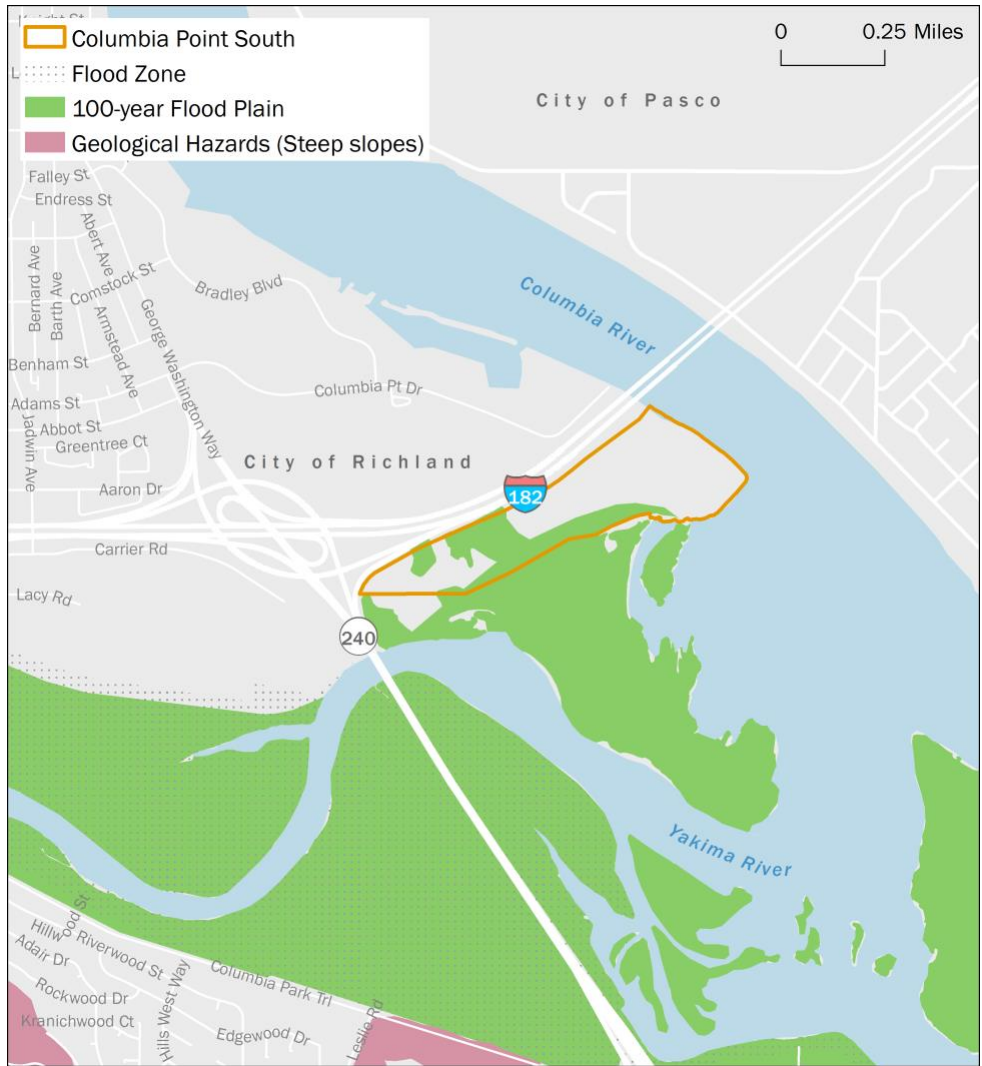 Columbia Point South
Flood Zone
100-year Flood Plain
Geological Hazards (Steep slopes)
0 0.25 Miles
City of Pasco
Falley St
Endress St
Abert Ave
Comstock St
Bernard Ave
Barth Ave
Armstead Ave
George Washington Way
Bradley Blvd
Columbia River
Benham St
Columbia Pt Dr
Adams St
Abbot St
Jadwin Ave
Greentree Ct
City of Richland
Aaron Dr
182
Carrier Rd
Lacy Rd
240
Yakima River
Hillwood St
Riverwood St
Adair Dr
Columbia Park Trl
Rockwood Dr
Kranichwood Ct
Hills West Way
Edgewood Dr
Leslie Rd